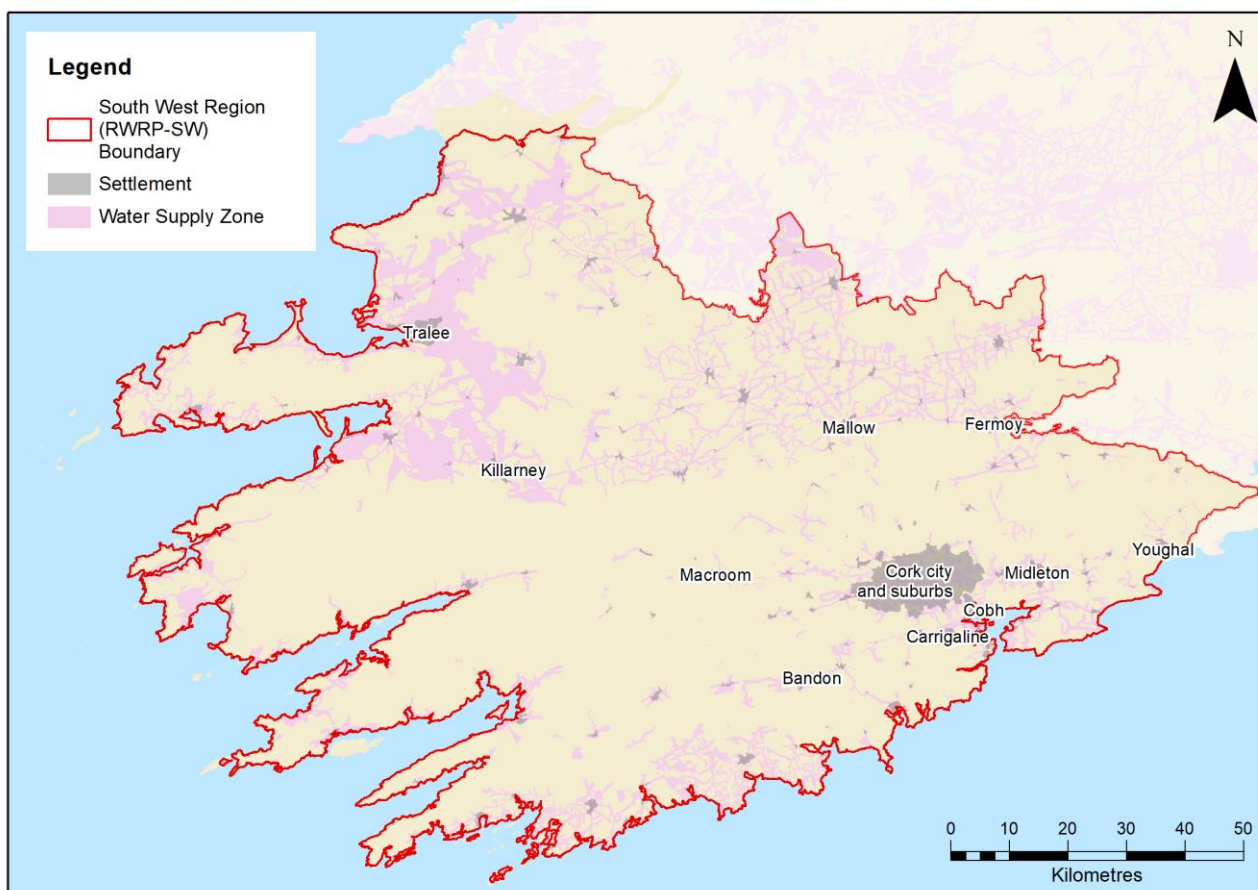 Legend
South West Region
(RWRP-SW)
Boundary
Settlement
Water Supply Zone
N
Tralee
Mallow
Fermoy
Killarney
Youghal
Macroom
Cork city
and suburbs
Midleton
Cobh
Carrigaline
Bandon
0 10 20 30 40 50
Kilometres